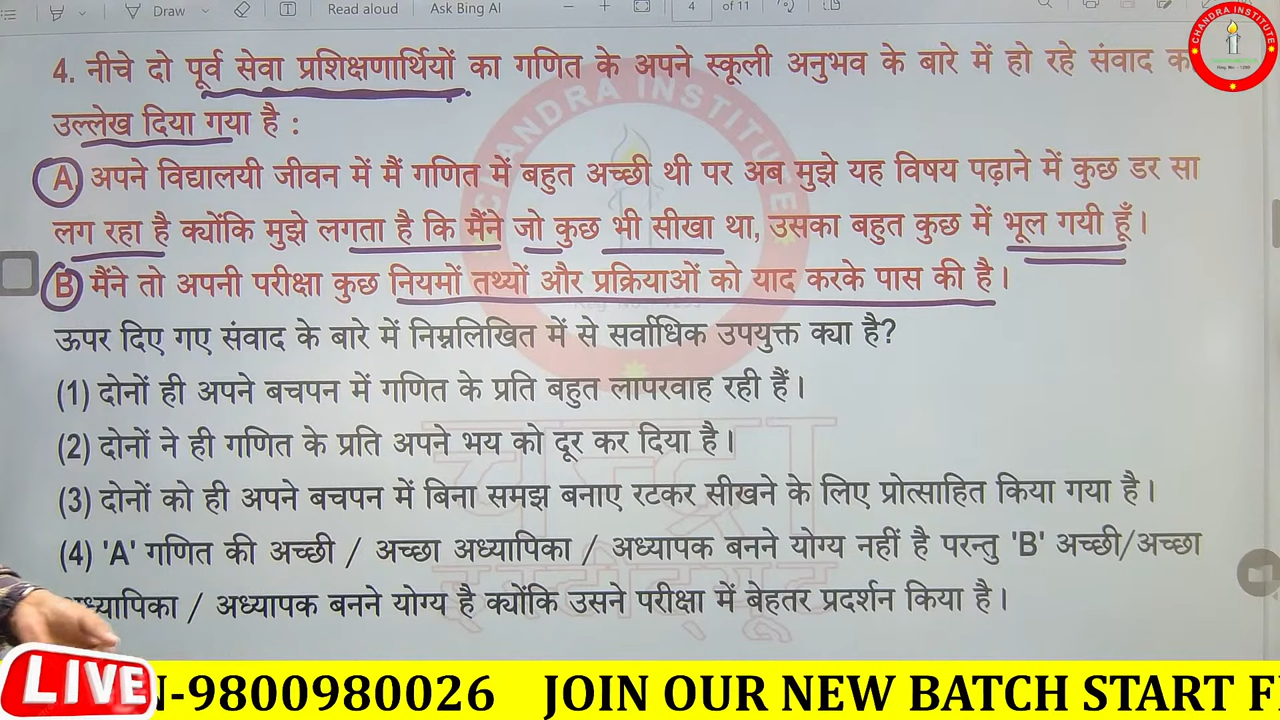 Draw
Read aloud
Ask Bing AI
4 of 11
CHANDRA INSTITUTE
4. नीचे दो पूर्व सेवा प्रशिक्षणार्थियों का गणित के अपने स्कूली अनुभव के बारे में हो रहे संवाद
उल्लेख दिया गया है :
A) अपने विद्यालयी जीवन में मैं गणित में बहुत अच्छी थी पर अब मुझे यह विषय पढ़ाने में कुछ डर सा
लग रहा है क्योंकि मुझे लगता है कि मैंने जो कुछ भी सीखा था, उसका बहुत कुछ में भूल गयी हूँ।
B) मैंने तो अपनी परीक्षा कुछ नियमों तथ्यों और प्रक्रियाओं को याद करके पास की है।
ऊपर दिए गए संवाद के बारे में निम्नलिखित में से सर्वाधिक उपयुक्त क्या है?
(1) दोनों ही अपने बचपन में गणित के प्रति बहुत लापरवाह रही हैं।
(2) दोनों ने ही गणित के प्रति अपने भय को दूर कर दिया है।
(3) दोनों को ही अपने बचपन में बिना समझ बनाए रटकर सीखने के लिए प्रोत्साहित किया गया है।
(4) 'A' गणित की अच्छी / अच्छा अध्यापिका / अध्यापक बनने योग्य नहीं है परन्तु 'B' अच्छी/अच्छा
अध्यापिका / अध्यापक बनने योग्य है क्योंकि उसने परीक्षा में बेहतर प्रदर्शन किया है।
CHANDRA INSTITUTE
चन्द्रा
इंस्टीट्यूट
LIVE
N-9800980026 JOIN OUR NEW BATCH START